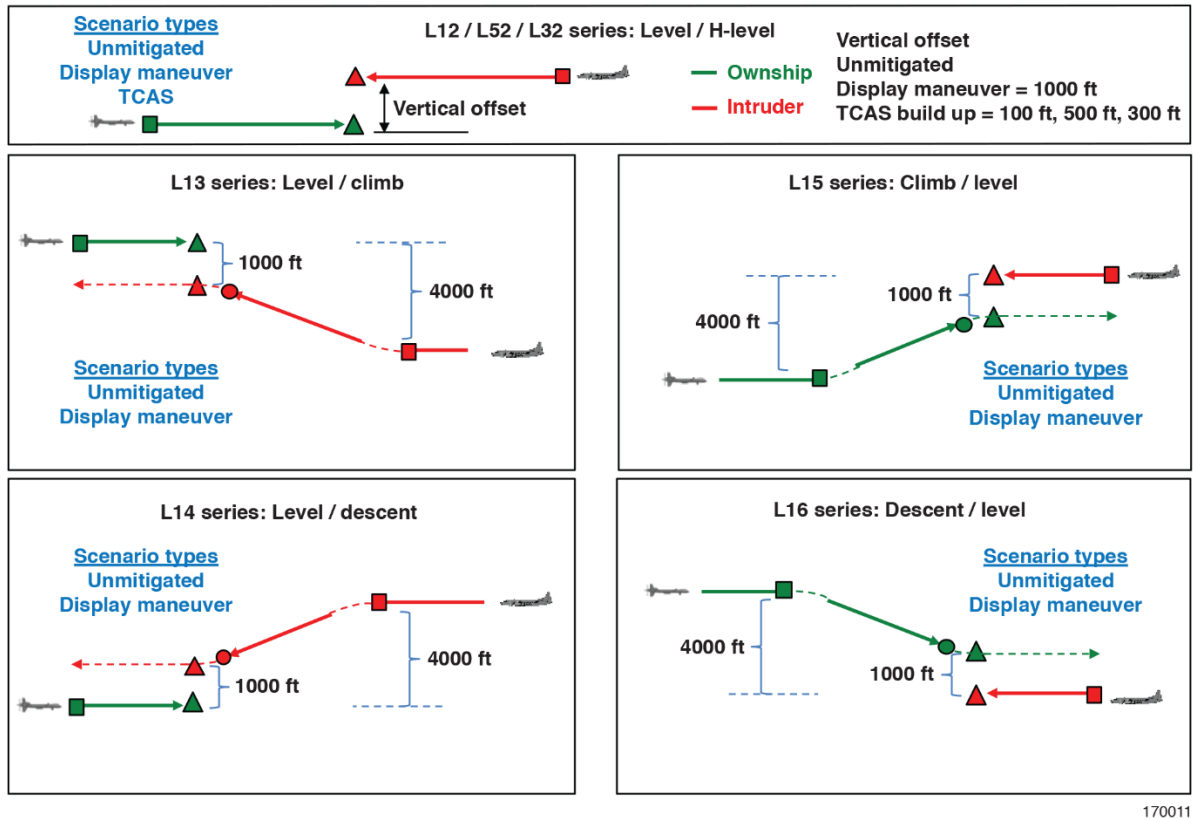 Scenario types
Unmitigated
Display maneuver
TCAS
L12 / L52 / L32 series: Level / H-level
Vertical offset
Ownship
Intruder
Vertical offset
Unmitigated
Display maneuver = 1000 ft
TCAS build up = 100 ft, 500 ft, 300 ft
L13 series: Level / climb
1000 ft
4000 ft
Scenario types
Unmitigated
Display maneuver
L15 series: Climb / level
4000 ft
1000 ft
Scenario types
Unmitigated
Display maneuver
L14 series: Level / descent
Scenario types
Unmitigated
Display maneuver
4000 ft
1000 ft
L16 series: Descent / level
Scenario types
Unmitigated
Display maneuver
4000 ft
1000 ft
170011